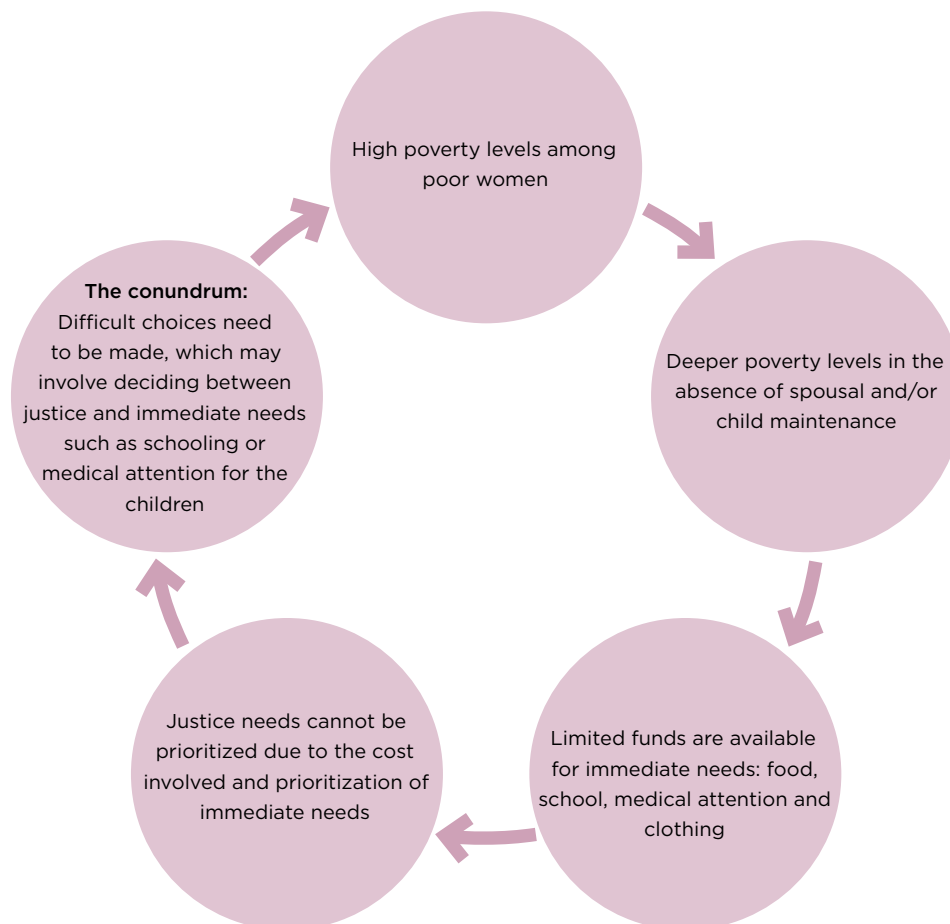 High poverty levels among
poor women
Deeper poverty levels in the
absence of spousal and/or
child maintenance
Limited funds are available
for immediate needs: food,
school, medical attention and
clothing
Justice needs cannot be
prioritized due to the cost
involved and prioritization of
immediate needs
The conundrum:
Difficult choices need
to be made, which may
involve deciding between
justice and immediate needs
such as schooling or
medical attention for the
children